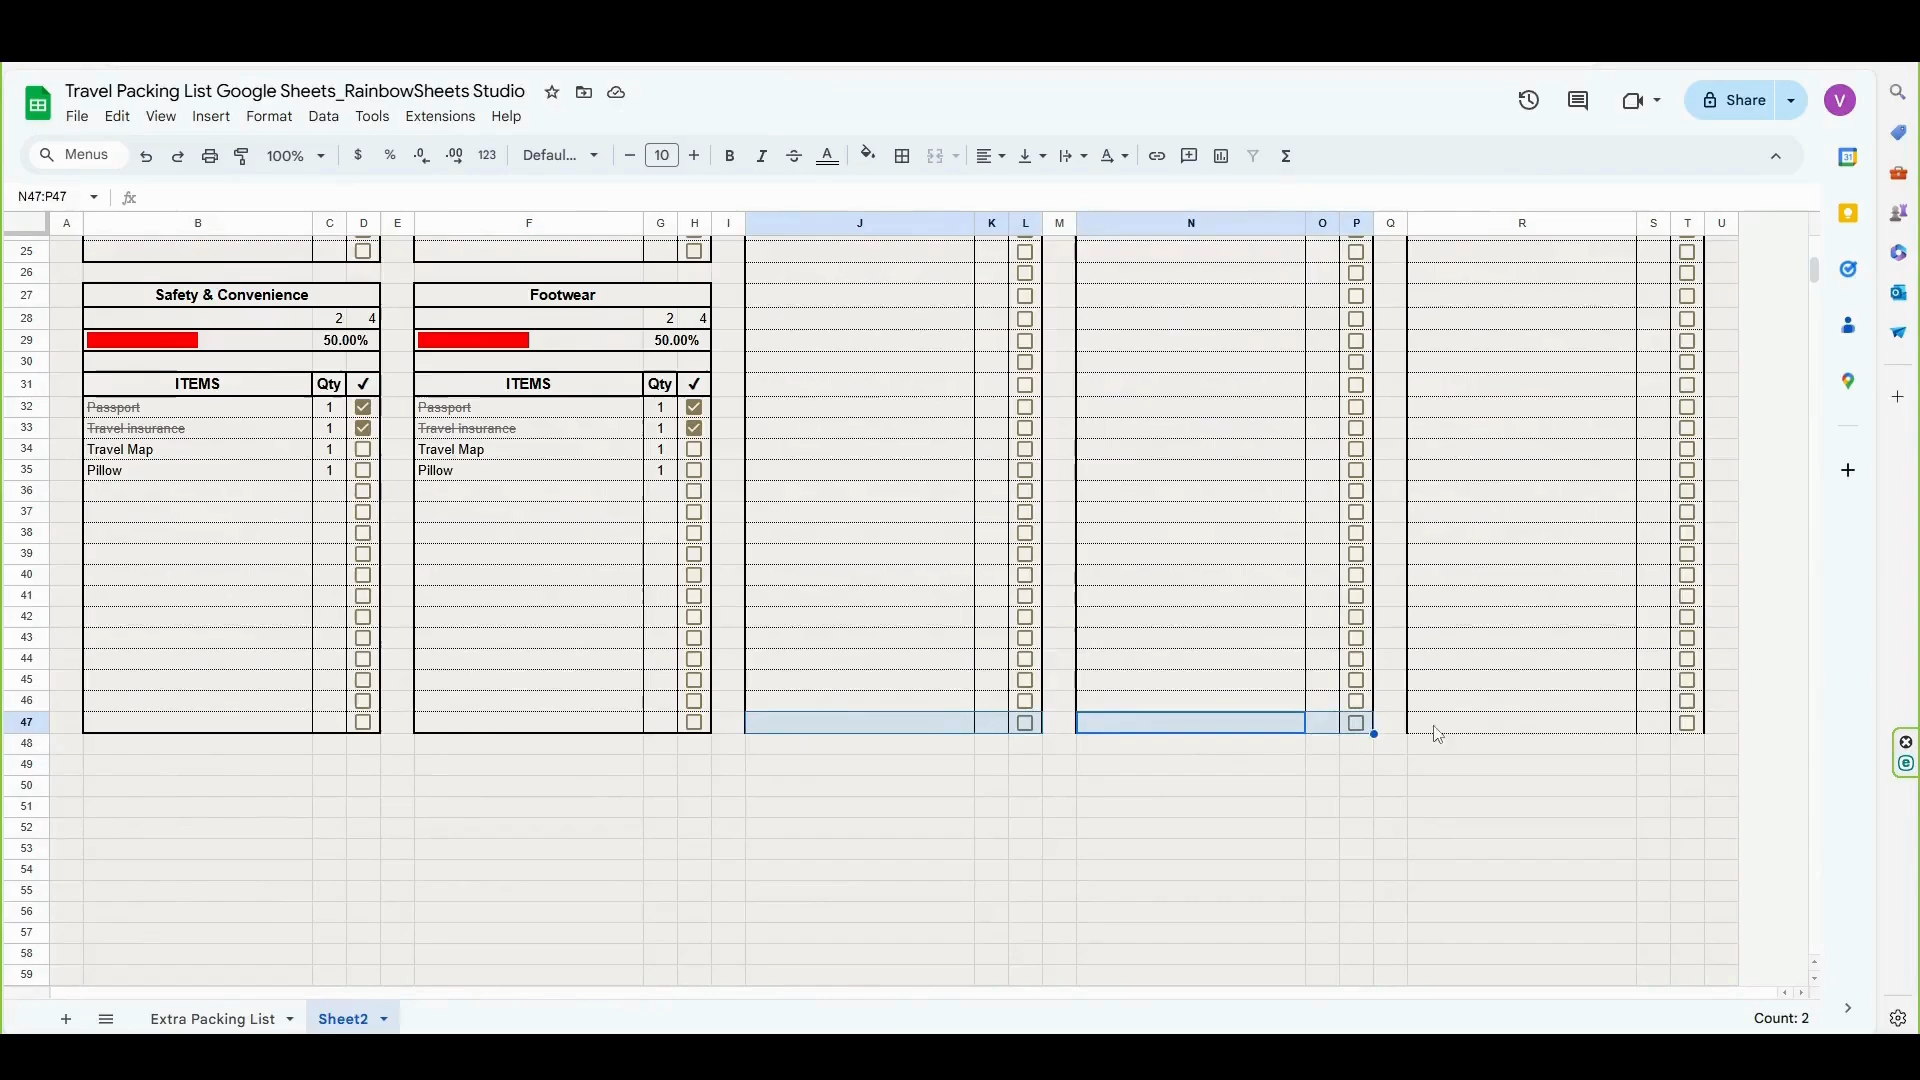 Travel Packing List Google Sheets_RainbowSheets Studio
File Edit View Insert Format Data Tools Extensions Help
Share
V
Menus 100% $ % .0 .00 123 Defaul... 10 B I A Σ
31
N47:P47 fx
A B C D E F G H I J K L M N O P Q R S T U
25
26
27 Safety & Convenience Footwear
28 2 4 2 4
29 50.00% 50.00%
30
31 ITEMS Qty ✓ ITEMS Qty ✓
32 Passport 1 Passport 1
33 Travel insurance 1 Travel insurance 1
34 Travel Map 1 Travel Map 1
35 Pillow 1 Pillow 1
36
37
38
39
40
41
42
43
44
45
46
47
48
49
50
51
52
53
54
55
56
57
58
59
Extra Packing List Sheet2 Count: 2